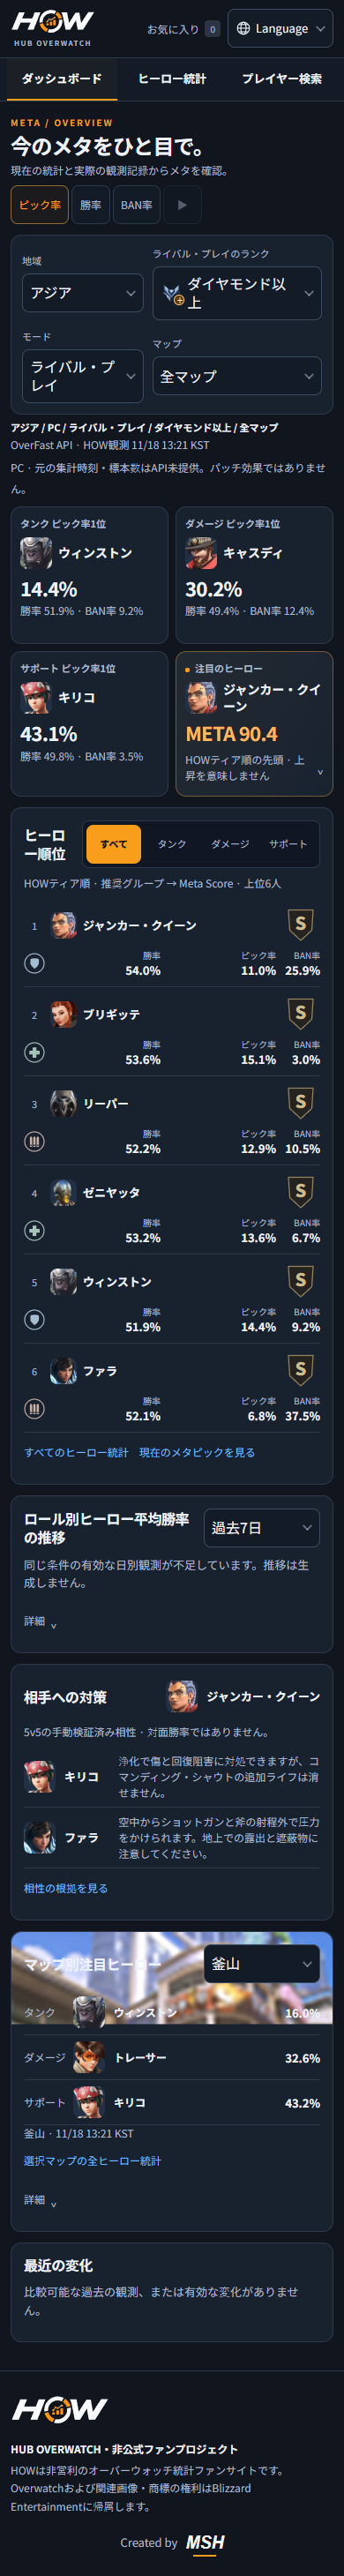 HOW
HUB OVERWATCH
お気に入り 0
Language
ダッシュボード ヒーロー統計 プレイヤー検索
META / OVERVIEW
今のメタをひと目で。
現在の統計と実際の観測記録からメタを確認。
ピック率 勝率 BAN率
地域
アジア
ライバル・プレイのランク
ダイヤモンド以
上
モード
ライバル・プ
レイ
マップ
全マップ
アジア / PC / ライバル・プレイ / ダイヤモンド以上 / 全マップ
OverFast API · HOW観測 11/18 13:21 KST
PC · 元の集計時刻・標本数はAPI未提供。パッチ効果ではありませ
ん。
タンク ピック率1位
ウィンストン
14.4%
勝率 51.9% · BAN率 9.2%
ダメージ ピック率1位
キャスディ
30.2%
勝率 49.4% · BAN率 12.4%
サポート ピック率1位
キリコ
43.1%
勝率 49.8% · BAN率 3.5%
注目のヒーロー
ジャンカー・クイ
ーン
META 90.4
HOWティア順の先頭 · 上
昇を意味しません
ヒーロ
ー順位
すべて タンク ダメージ サポート
HOWティア順 · 推奨グループ → Meta Score · 上位6人
1 ジャンカー・クイーン S
勝率 ピック率 BAN率
54.0% 11.0% 25.9%
2 ブリギッテ S
勝率 ピック率 BAN率
53.6% 15.1% 3.0%
3 リーパー S
勝率 ピック率 BAN率
52.2% 12.9% 10.5%
4 ゼニヤッタ S
勝率 ピック率 BAN率
53.2% 13.6% 6.7%
5 ウィンストン S
勝率 ピック率 BAN率
51.9% 14.4% 9.2%
6 ファラ S
勝率 ピック率 BAN率
52.1% 6.8% 37.5%
すべてのヒーロー統計 現在のメタピックを見る
ロール別ヒーロー平均勝率
の推移
過去7日
同じ条件の有効な日別観測が不足しています。推移は生
成しません。
詳細
相手への対策 ジャンカー・クイーン
5v5の手動検証済み相性・対面勝率ではありません。
キリコ
浄化で傷と回復阻害に対処できますが、コ
マンディング・シャウトの追加ライフは消
せません。
ファラ
空中からショットガンと斧の射程外で圧力
をかけられます。地上での露出と遮蔽物に
注意してください。
相性の根拠を見る
マップ別注目ヒーロー 釜山
タンク ウィンストン 16.0%
ダメージ トレーサー 32.6%
サポート キリコ 43.2%
釜山 · 11/18 13:21 KST
選択マップの全ヒーロー統計
詳細
最近の変化
比較可能な過去の観測、または有効な変化がありませ
ん。
HOW
HUB OVERWATCH・非公式ファンプロジェクト
HOWは非営利のオーバーウォッチ統計ファンサイトです。
Overwatchおよび関連画像・商標の権利はBlizzard
Entertainmentに帰属します。
Created by MSH